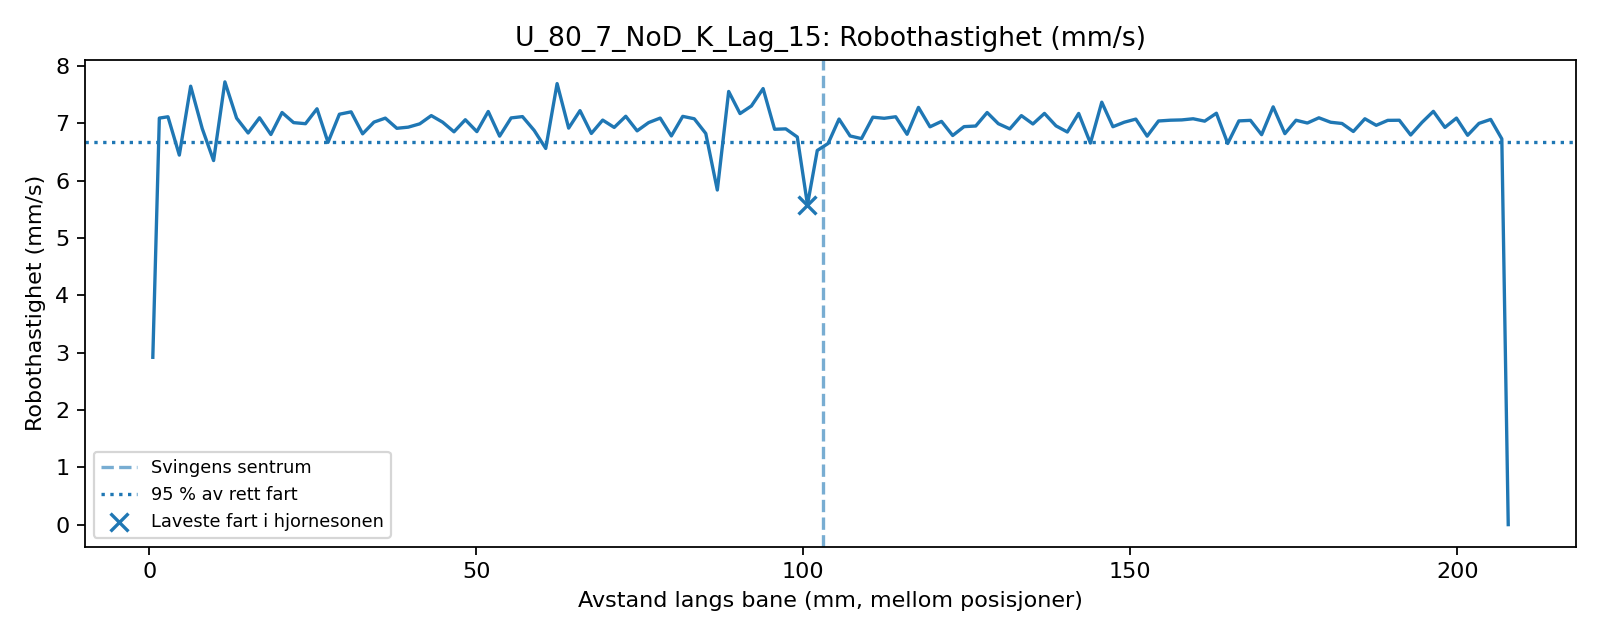 U_80_7_NoD_K_Lag_15: Robothastighet (mm/s)
Robothastighet (mm/s)
8
7
6
5
4
3
2
1
0
Svingens sentrum
95 % av rett fart
Laveste fart i hjornesonen
0 50 100 150 200
Avstand langs bane (mm, mellom posisjoner)